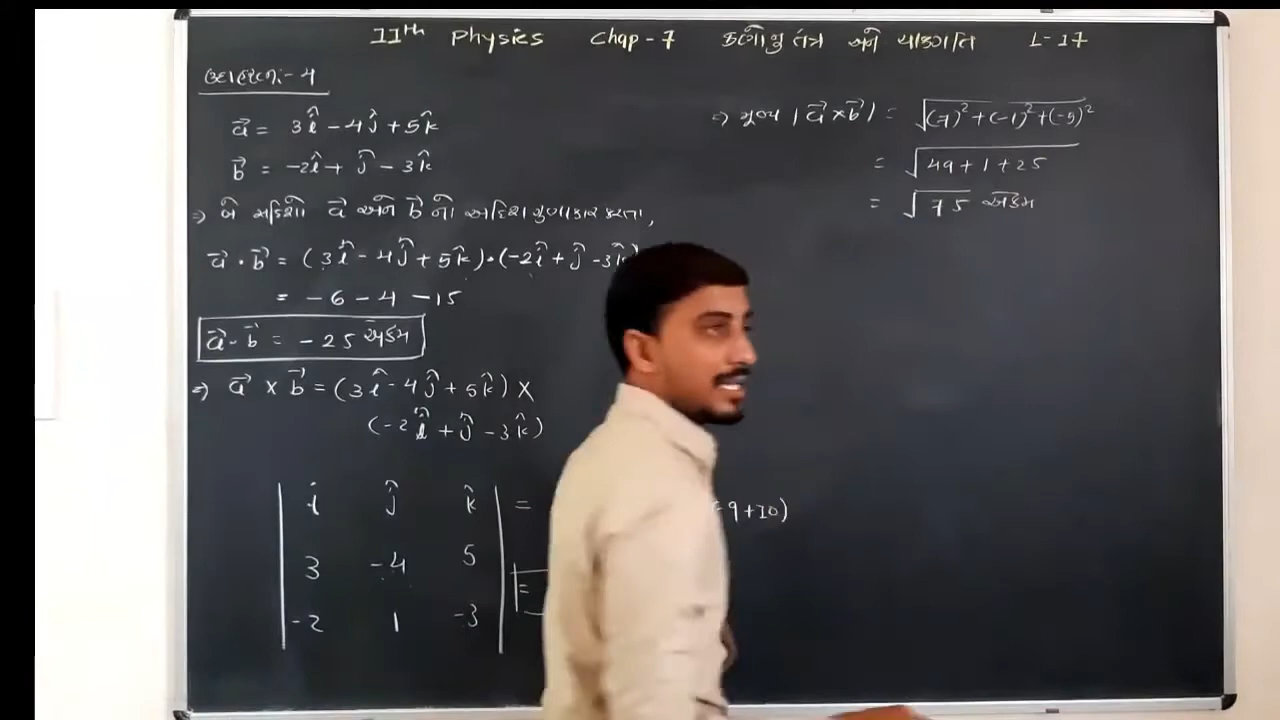 11th Physics Chap-7 કણોનું તંત્ર અને ચાકગતિ L-17
ઉદાહરણ:- 4
a⃗ = 3î - 4ĵ + 5k̂
b⃗ = -2î + ĵ - 3k̂
⇒ બે સદિશો a⃗ અને b⃗ નો અદિશ ગુણાકાર કરતા,
a⃗ · b⃗ = (3î - 4ĵ + 5k̂) · (-2î + ĵ - 3k̂
= -6 - 4 - 15
a⃗ · b⃗ = -25 એકમ
⇒ a⃗ × b⃗ = (3î - 4ĵ + 5k̂) ×
(-2î + ĵ - 3k̂)
| î ĵ k̂ | =
| 3 -4 5 |
| -2 1 -3 |
=
-9+10)
⇒ મૂલ્ય |a⃗ × b⃗| = √(7)² + (-1)² + (-5)²
= √49 + 1 + 25
= √75 એકમ